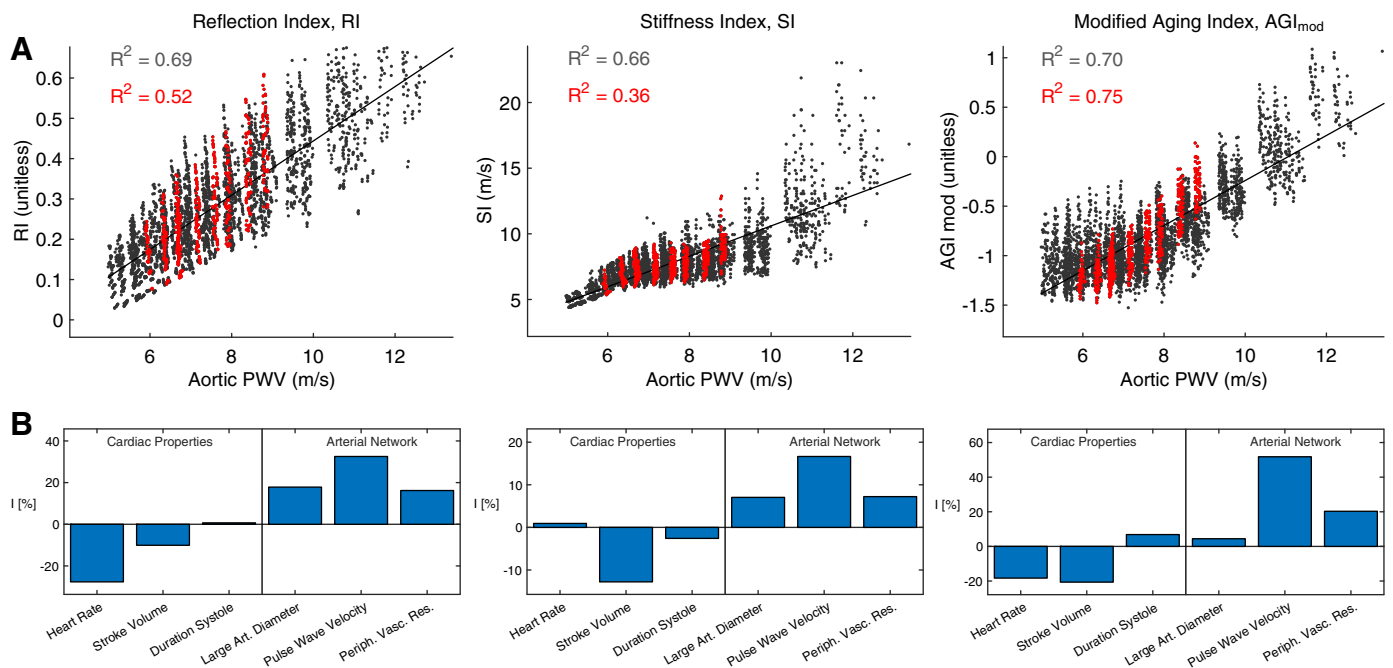 A
Reflection Index, RI
R² = 0.69
R² = 0.52
RI (unitless)
0.6
0.5
0.4
0.3
0.2
0.1
0
6 8 10 12
Aortic PWV (m/s)
Stiffness Index, SI
R² = 0.66
R² = 0.36
SI (m/s)
20
15
10
5
6 8 10 12
Aortic PWV (m/s)
Modified Aging Index, AGImod
R² = 0.70
R² = 0.75
AGI mod (unitless)
1
0.5
0
-0.5
-1
-1.5
6 8 10 12
Aortic PWV (m/s)
B
Cardiac Properties Arterial Network
I [%]
40
20
0
-20
Heart Rate
Stroke Volume
Duration Systole
Large Art. Diameter
Pulse Wave Velocity
Periph. Vasc. Res.
Cardiac Properties Arterial Network
I [%]
20
10
0
-10
Heart Rate
Stroke Volume
Duration Systole
Large Art. Diameter
Pulse Wave Velocity
Periph. Vasc. Res.
Cardiac Properties Arterial Network
I [%]
60
40
20
0
-20
Heart Rate
Stroke Volume
Duration Systole
Large Art. Diameter
Pulse Wave Velocity
Periph. Vasc. Res.